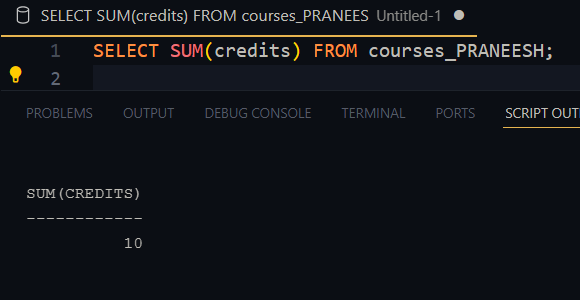 SELECT SUM(credits) FROM courses_PRANEES Untitled-1
1 SELECT SUM(credits) FROM courses_PRANEESH;
2
PROBLEMS OUTPUT DEBUG CONSOLE TERMINAL PORTS SCRIPT OUT
SUM(CREDITS)
------------
10